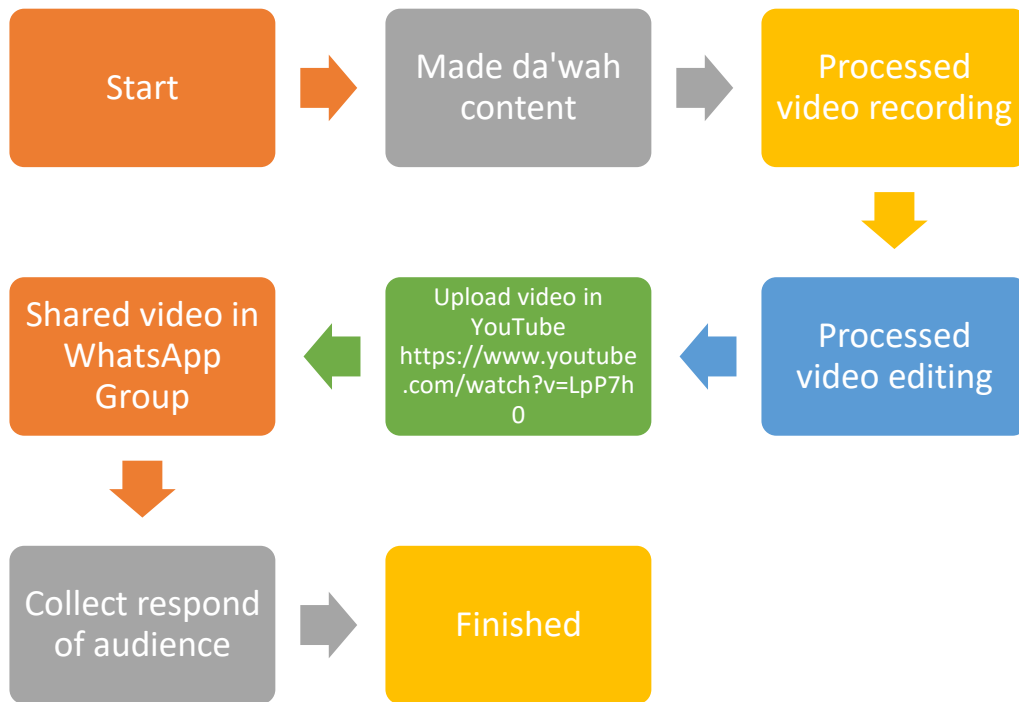 Start
Made da'wah
content
Processed
video recording
Processed
video editing
Upload video in
YouTube
https://www.youtube
.com/watch?v=LpP7h
0
Shared video in
WhatsApp
Group
Collect respond
of audience
Finished